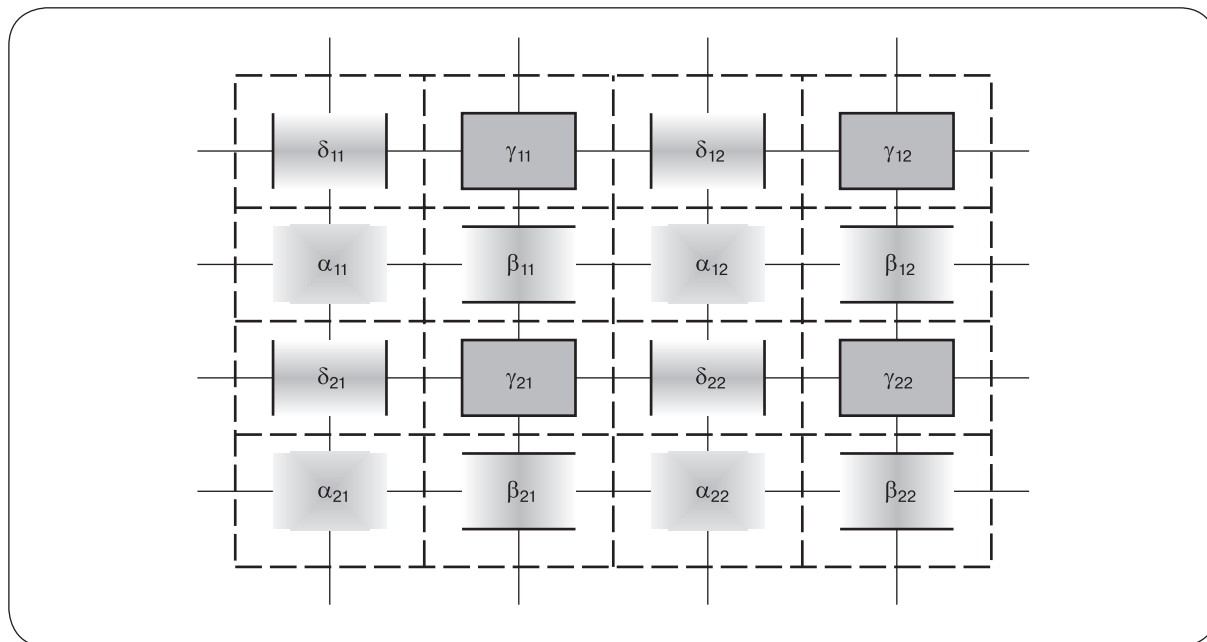 δ₁₁ γ₁₁ δ₁₂ γ₁₂
α₁₁ β₁₁ α₁₂ β₁₂
δ₂₁ γ₂₁ δ₂₂ γ₂₂
α₂₁ β₂₁ α₂₂ β₂₂